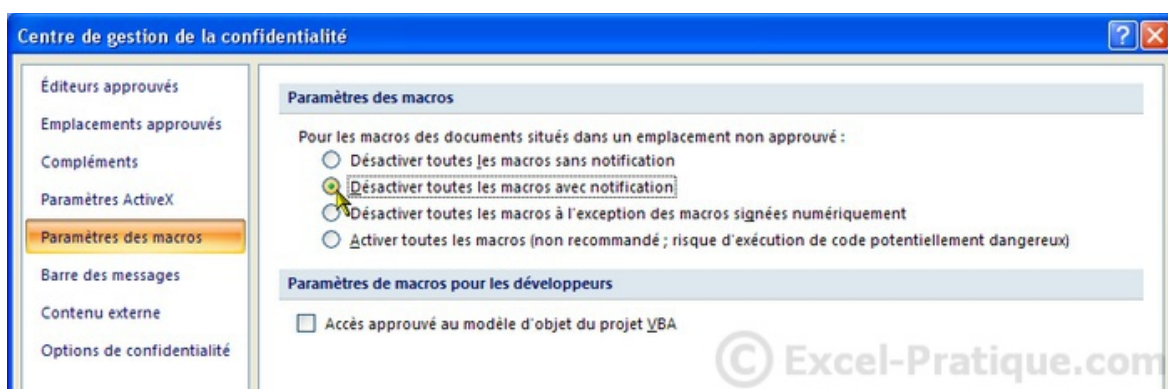 Centre de gestion de la confidentialité
Éditeurs approuvés
Emplacements approuvés
Compléments
Paramètres ActiveX
Paramètres des macros
Barre des messages
Contenu externe
Options de confidentialité
Paramètres des macros
Pour les macros des documents situés dans un emplacement non approuvé :
Désactiver toutes les macros sans notification
Désactiver toutes les macros avec notification
Désactiver toutes les macros à l'exception des macros signées numériquement
Activer toutes les macros (non recommandé ; risque d'exécution de code potentiellement dangereux)
Paramètres de macros pour les développeurs
Accès approuvé au modèle d'objet du projet VBA
© Excel-Pratique.com